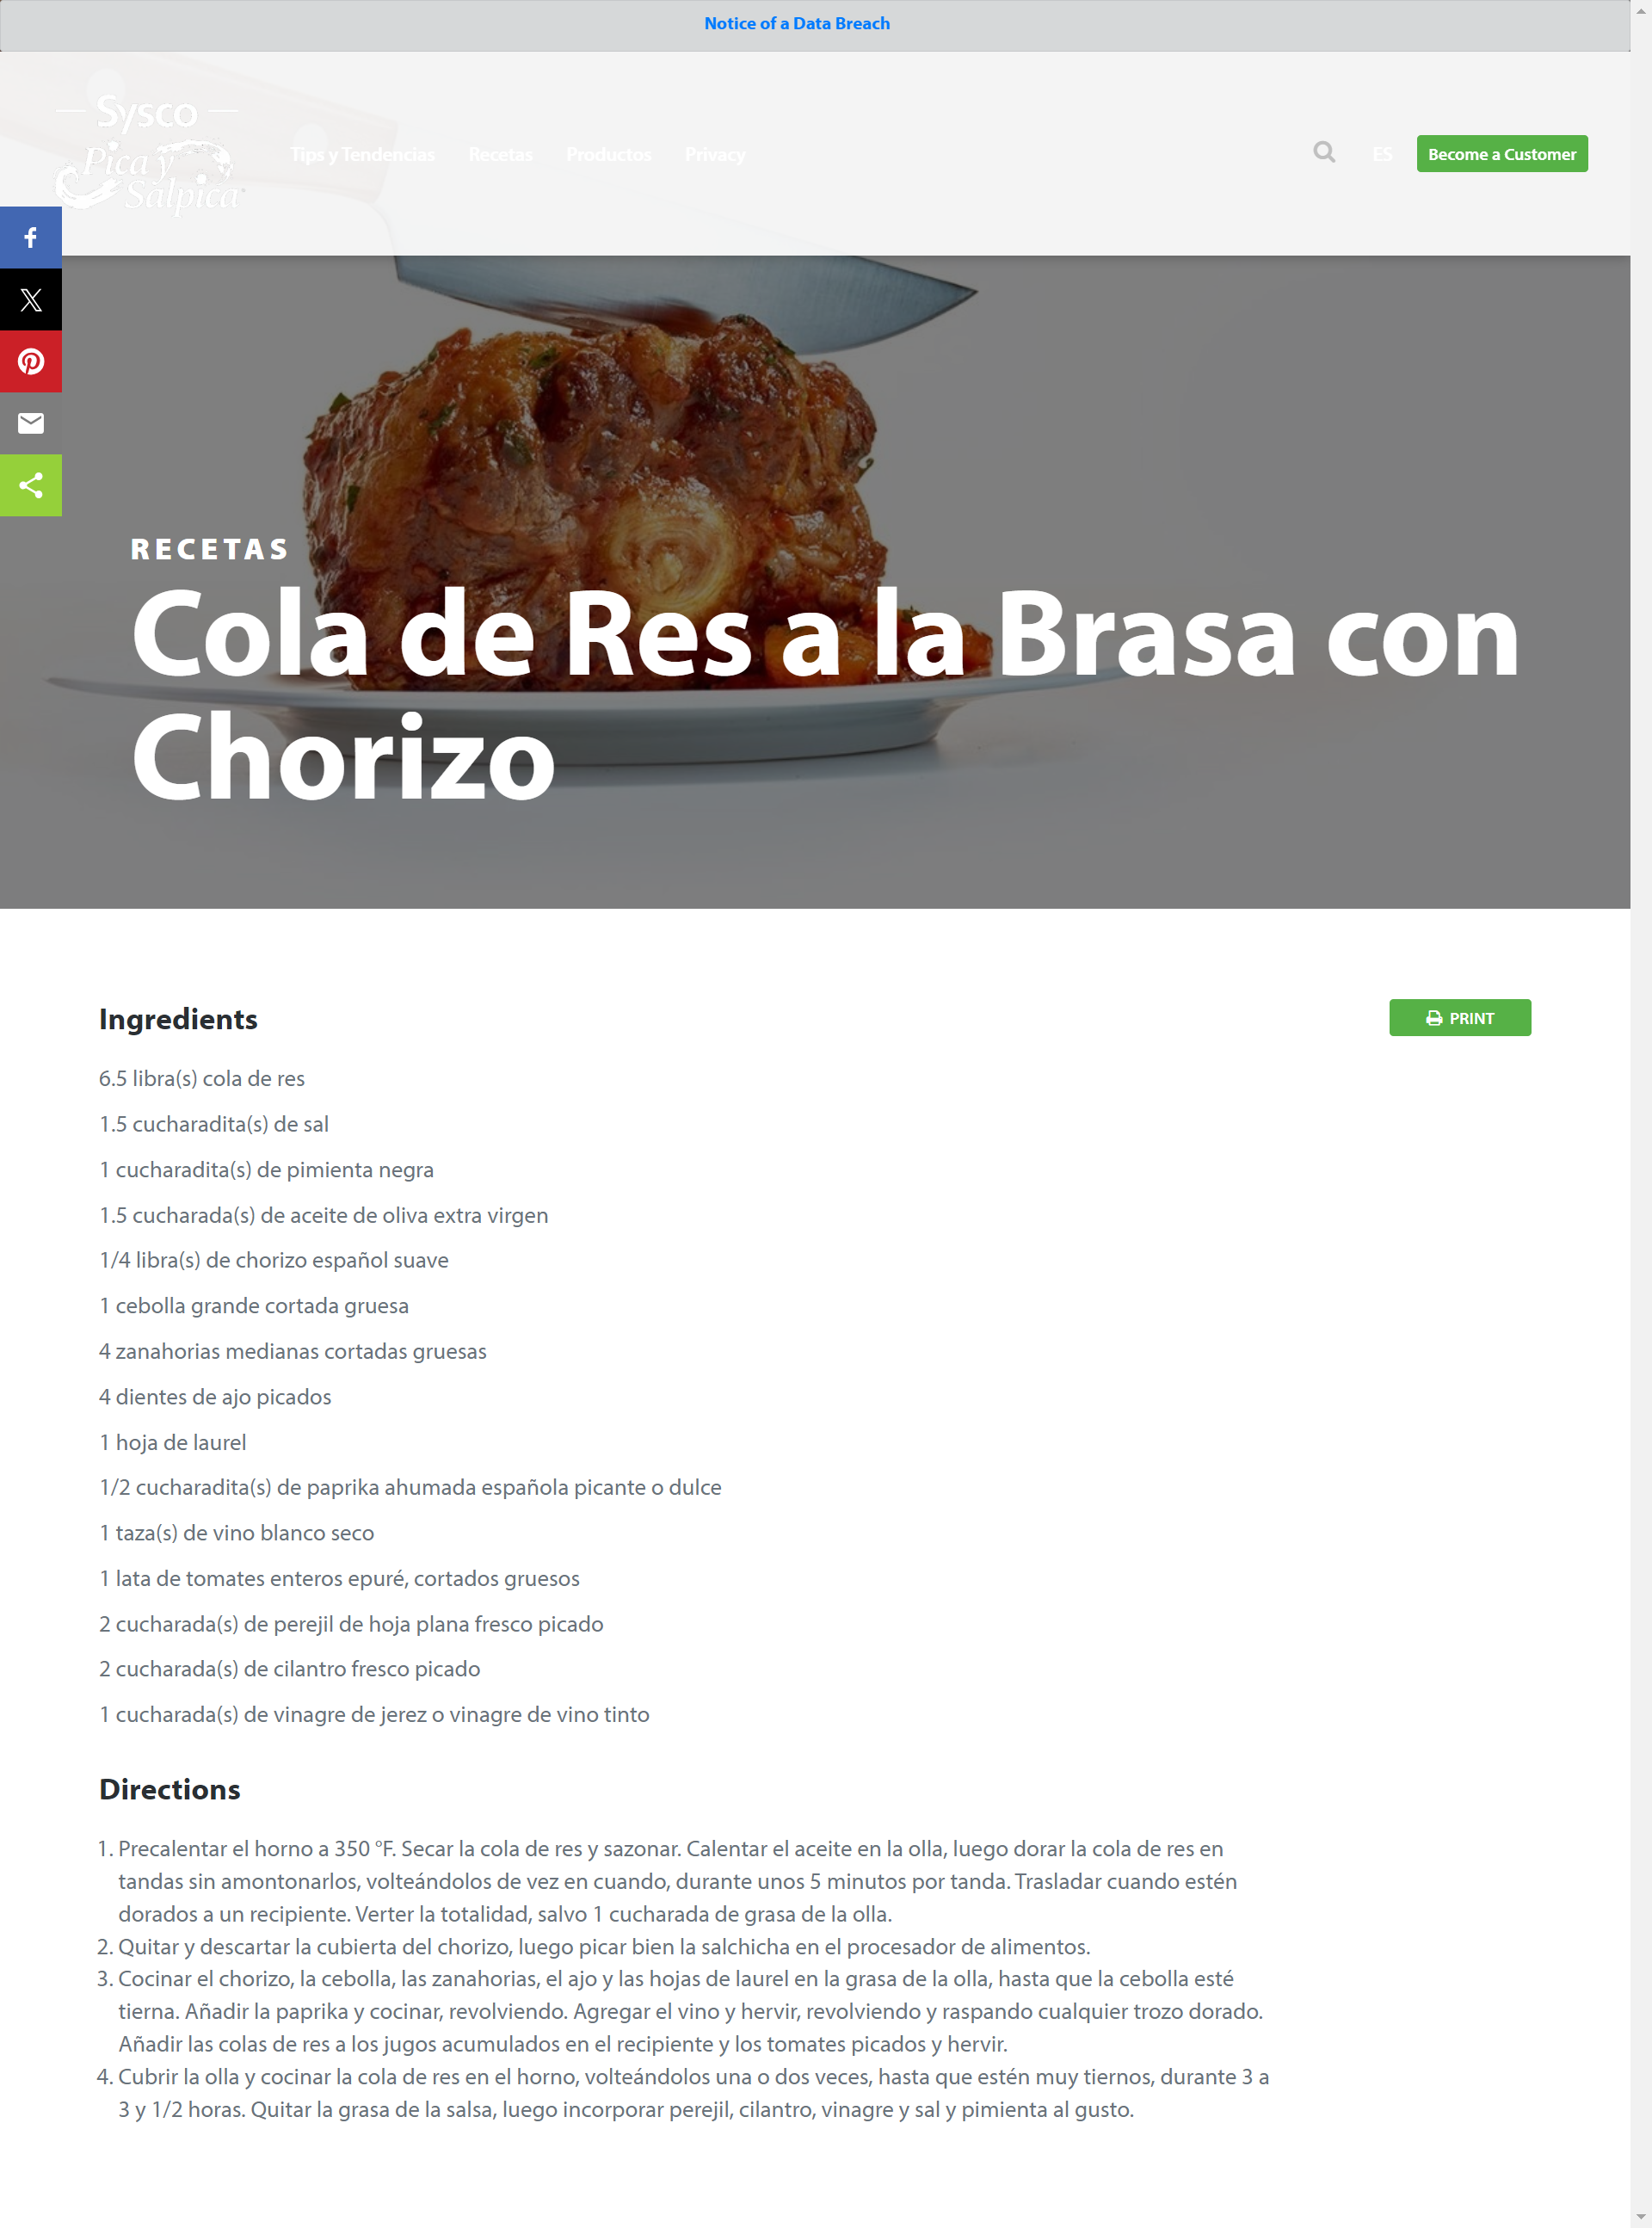 Notice of a Data Breach
Sysco
Pica y
Salpica
Tips y Tendencias
Recetas
Productos
Privacy
ES
Become a Customer
RECETAS
Cola de Res a la Brasa con
Chorizo
Ingredients
PRINT
6.5 libra(s) cola de res
1.5 cucharadita(s) de sal
1 cucharadita(s) de pimienta negra
1.5 cucharada(s) de aceite de oliva extra virgen
1/4 libra(s) de chorizo español suave
1 cebolla grande cortada gruesa
4 zanahorias medianas cortadas gruesas
4 dientes de ajo picados
1 hoja de laurel
1/2 cucharadita(s) de paprika ahumada española picante o dulce
1 taza(s) de vino blanco seco
1 lata de tomates enteros epuré, cortados gruesos
2 cucharada(s) de perejil de hoja plana fresco picado
2 cucharada(s) de cilantro fresco picado
1 cucharada(s) de vinagre de jerez o vinagre de vino tinto
Directions
1. Precalentar el horno a 350 °F. Secar la cola de res y sazonar. Calentar el aceite en la olla, luego dorar la cola de res en
tandas sin amontonarlos, volteándolos de vez en cuando, durante unos 5 minutos por tanda. Trasladar cuando estén
dorados a un recipiente. Verter la totalidad, salvo 1 cucharada de grasa de la olla.
2. Quitar y descartar la cubierta del chorizo, luego picar bien la salchicha en el procesador de alimentos.
3. Cocinar el chorizo, la cebolla, las zanahorias, el ajo y las hojas de laurel en la grasa de la olla, hasta que la cebolla esté
tierna. Añadir la paprika y cocinar, revolviendo. Agregar el vino y hervir, revolviendo y raspando cualquier trozo dorado.
Añadir las colas de res a los jugos acumulados en el recipiente y los tomates picados y hervir.
4. Cubrir la olla y cocinar la cola de res en el horno, volteándolos una o dos veces, hasta que estén muy tiernos, durante 3 a
3 y 1/2 horas. Quitar la grasa de la salsa, luego incorporar perejil, cilantro, vinagre y sal y pimienta al gusto.